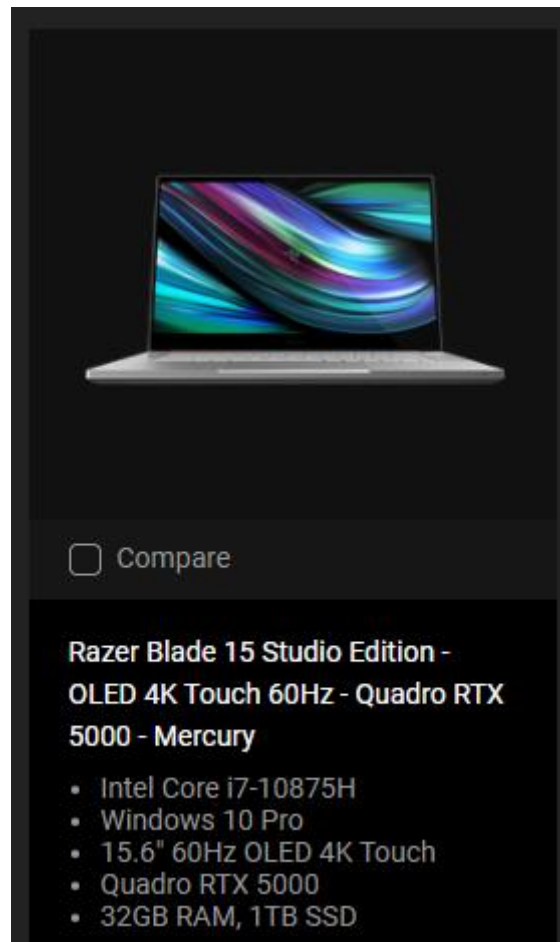 Compare
Razer Blade 15 Studio Edition -
OLED 4K Touch 60Hz - Quadro RTX
5000 - Mercury
• Intel Core i7-10875H
• Windows 10 Pro
• 15.6" 60Hz OLED 4K Touch
• Quadro RTX 5000
• 32GB RAM, 1TB SSD